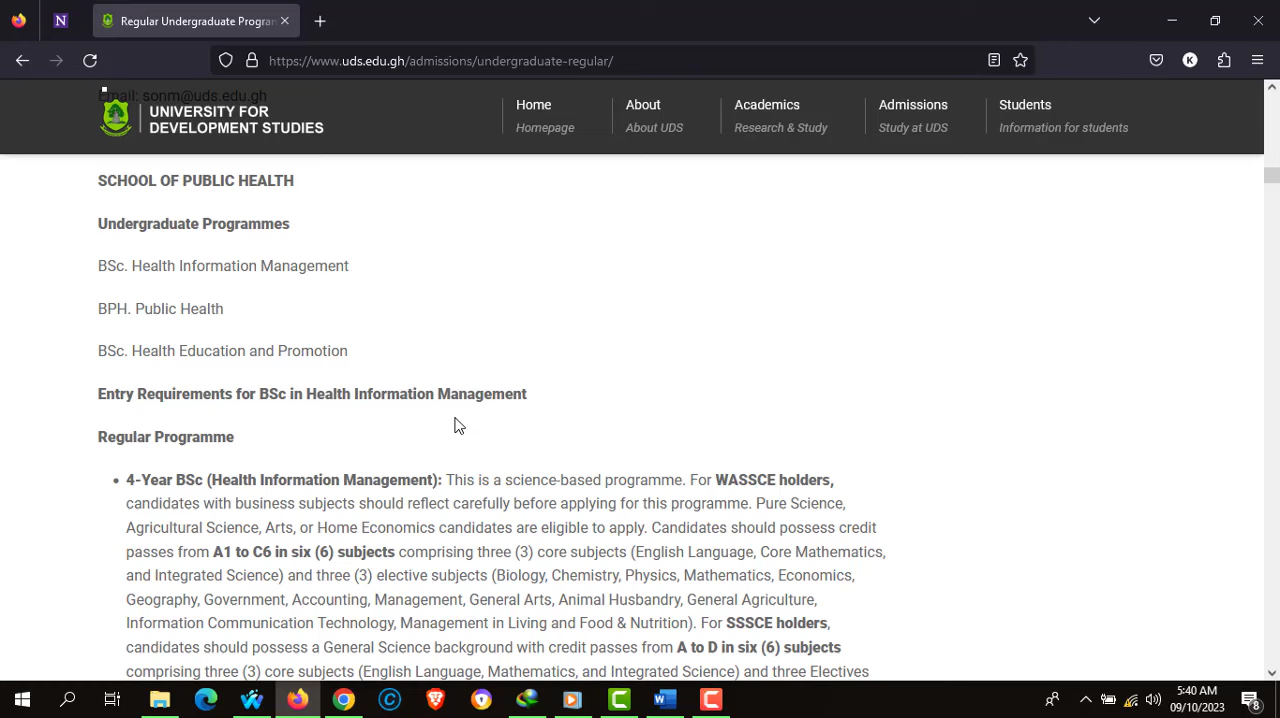 N
Regular Undergraduate Program
https://www.uds.edu.gh/admissions/undergraduate-regular/
K
Email: sonm@uds.edu.gh
UNIVERSITY FOR
DEVELOPMENT STUDIES
Home
Homepage
About
About UDS
Academics
Research & Study
Admissions
Study at UDS
Students
Information for students
SCHOOL OF PUBLIC HEALTH
Undergraduate Programmes
BSc. Health Information Management
BPH. Public Health
BSc. Health Education and Promotion
Entry Requirements for BSc in Health Information Management
Regular Programme
• 4-Year BSc (Health Information Management): This is a science-based programme. For WASSCE holders,
candidates with business subjects should reflect carefully before applying for this programme. Pure Science,
Agricultural Science, Arts, or Home Economics candidates are eligible to apply. Candidates should possess credit
passes from A1 to C6 in six (6) subjects comprising three (3) core subjects (English Language, Core Mathematics,
and Integrated Science) and three (3) elective subjects (Biology, Chemistry, Physics, Mathematics, Economics,
Geography, Government, Accounting, Management, General Arts, Animal Husbandry, General Agriculture,
Information Communication Technology, Management in Living and Food & Nutrition). For SSSCE holders,
candidates should possess a General Science background with credit passes from A to D in six (6) subjects
comprising three (3) core subjects (English Language, Mathematics, and Integrated Science) and three Electives
5:40 AM
09/10/2023
8